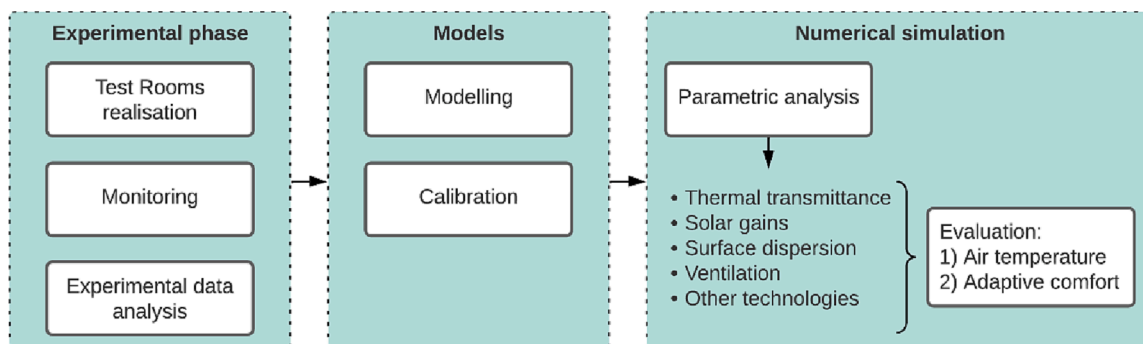 Experimental phase
Test Rooms
realisation
Monitoring
Experimental data
analysis
Models
Modelling
Calibration
Numerical simulation
Parametric analysis
• Thermal transmittance
• Solar gains
• Surface dispersion
• Ventilation
• Other technologies
Evaluation:
1) Air temperature
2) Adaptive comfort